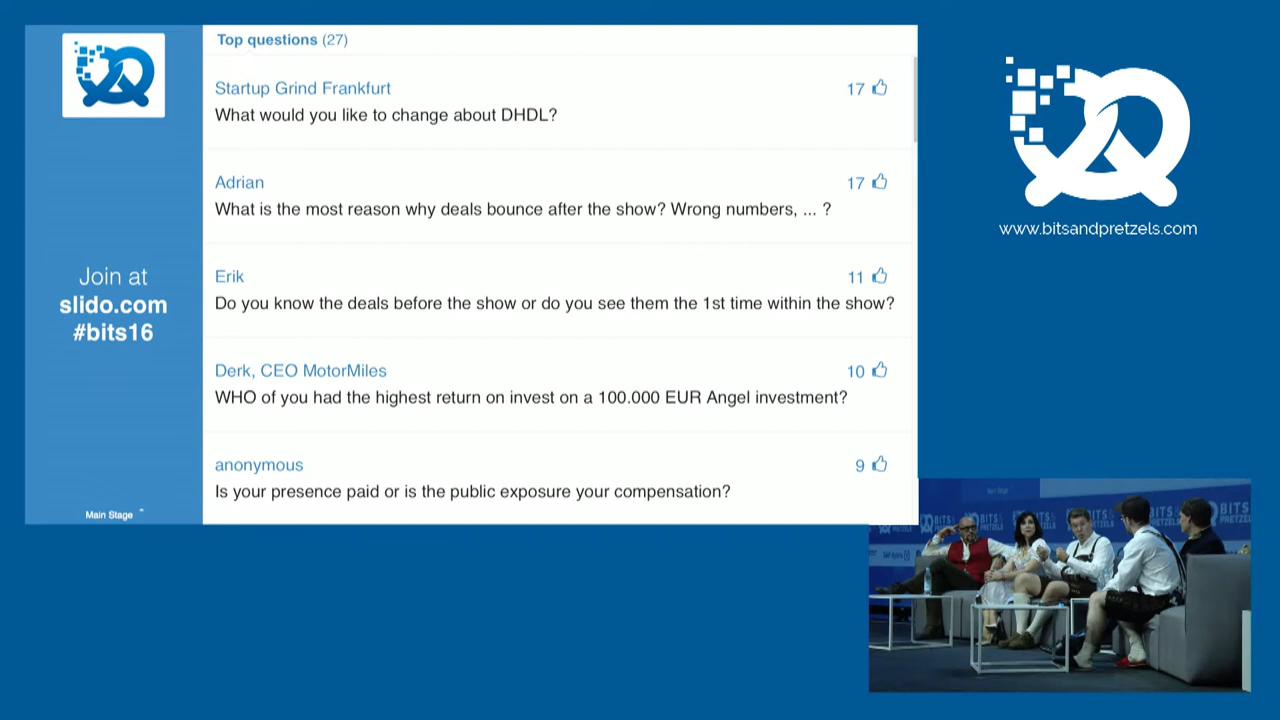 Top questions (27)
Startup Grind Frankfurt
17
What would you like to change about DHDL?
Adrian
17
What is the most reason why deals bounce after the show? Wrong numbers, ... ?
Erik
11
Do you know the deals before the show or do you see them the 1st time within the show?
Derk, CEO MotorMiles
10
WHO of you had the highest return on invest on a 100.000 EUR Angel investment?
anonymous
9
Is your presence paid or is the public exposure your compensation?
Join at
slido.com
#bits16
Main Stage
www.bitsandpretzels.com
BITS &
PRETZELS